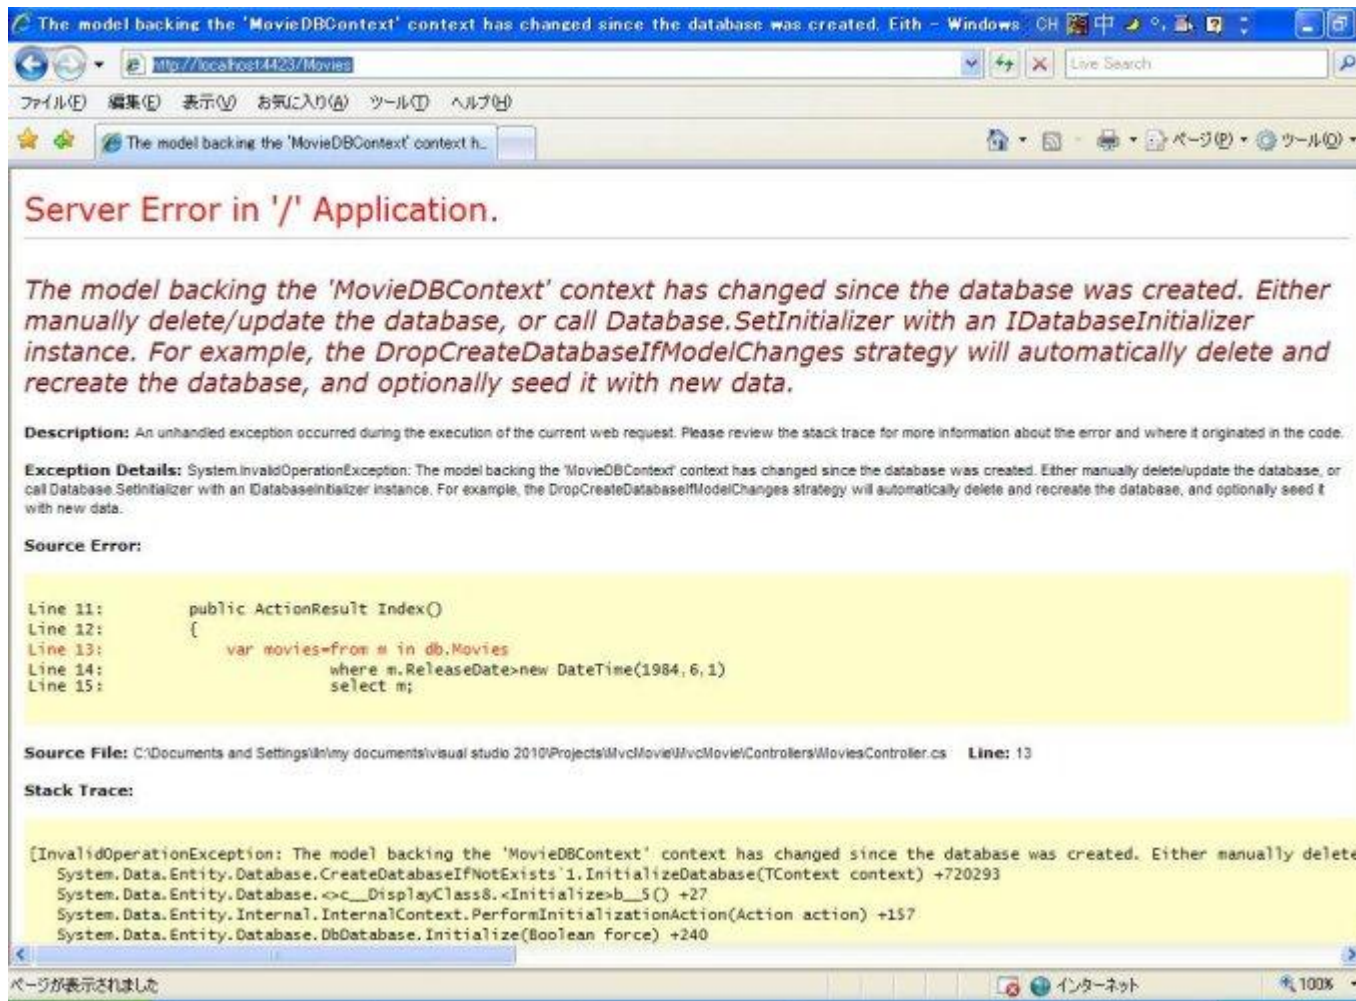 The model backing the 'MovieDBContext' context has changed since the database was created. Eith - Windows CH 中
http://localhost:4423/Movies Live Search
ファイル(F) 編集(E) 表示(V) お気に入り(A) ツール(T) ヘルプ(H)
The model backing the 'MovieDBContext' context h... ページ(P) ツール(O)
Server Error in '/' Application.
The model backing the 'MovieDBContext' context has changed since the database was created. Either
manually delete/update the database, or call Database.SetInitializer with an IDatabaseInitializer
instance. For example, the DropCreateDatabaseIfModelChanges strategy will automatically delete and
recreate the database, and optionally seed it with new data.
Description: An unhandled exception occurred during the execution of the current web request. Please review the stack trace for more information about the error and where it originated in the code.
Exception Details: System.InvalidOperationException: The model backing the 'MovieDBContext' context has changed since the database was created. Either manually delete/update the database, or
call Database.SetInitializer with an IDatabaseInitializer instance. For example, the DropCreateDatabaseIfModelChanges strategy will automatically delete and recreate the database, and optionally seed it
with new data.
Source Error:
Line 11: public ActionResult Index()
Line 12: {
Line 13: var movies=from m in db.Movies
Line 14: where m.ReleaseDate>new DateTime(1984,6,1)
Line 15: select m;
Source File: C:\Documents and Settings\lln\my documents\visual studio 2010\Projects\MvcMovie\MvcMovie\Controllers\MoviesController.cs Line: 13
Stack Trace:
[InvalidOperationException: The model backing the 'MovieDBContext' context has changed since the database was created. Either manually delete
System.Data.Entity.Database.CreateDatabaseIfNotExists`1.InitializeDatabase(TContext context) +720293
System.Data.Entity.Database.<>c__DisplayClass8.<Initialize>b__5() +27
System.Data.Entity.Internal.InternalContext.PerformInitializationAction(Action action) +157
System.Data.Entity.Database.DbDatabase.Initialize(Boolean force) +240
ページが表示されました インターネット 100%